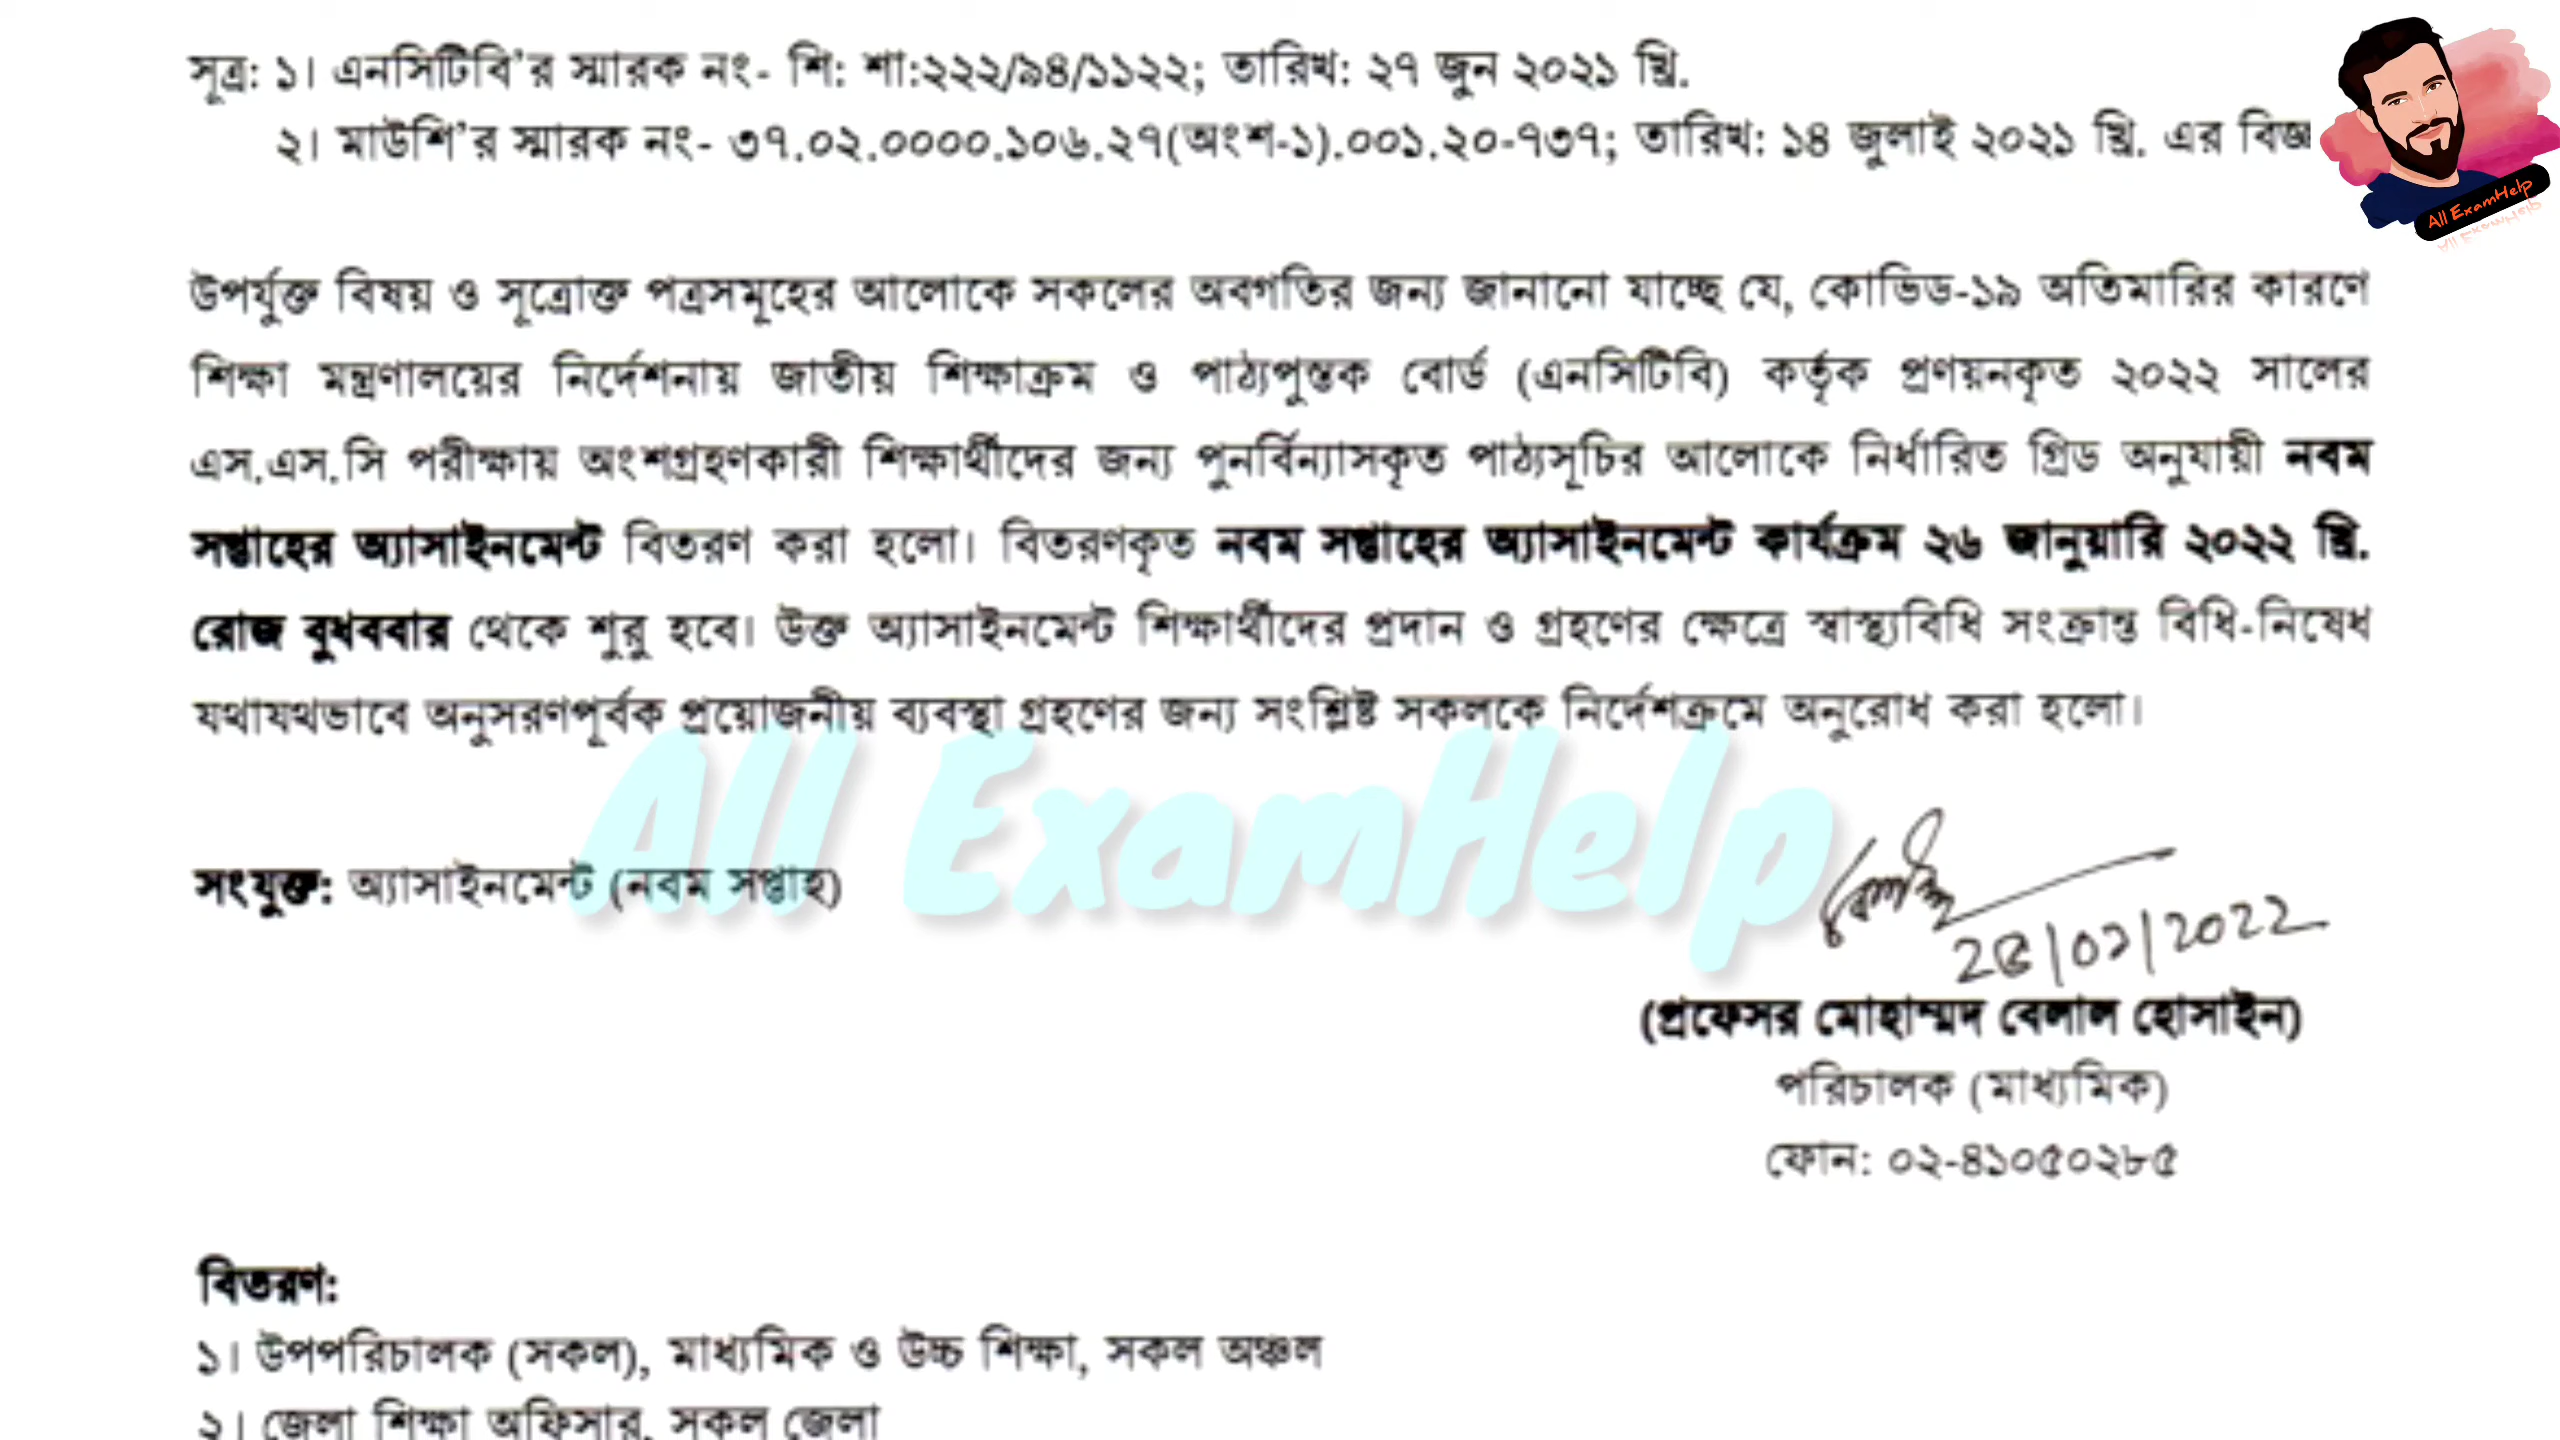 সূত্র: ১। এনসিটিবি'র স্মারক নং- শি: শা:২২২/৯৪/১১২২; তারিখ: ২৭ জুন ২০২১ খ্রি.
২। মাউশি'র স্মারক নং- ৩৭.০২.০০০০.১০৬.২৭(অংশ-১).০০১.২০-৭৩৭; তারিখ: ১৪ জুলাই ২০২১ খ্রি. এর বিজ্ঞ
All ExamHelp
উপর্যুক্ত বিষয় ও সূত্রোক্ত পত্রসমূহের আলোকে সকলের অবগতির জন্য জানানো যাচ্ছে যে, কোভিড-১৯ অতিমারির কারণে
শিক্ষা মন্ত্রণালয়ের নির্দেশনায় জাতীয় শিক্ষাক্রম ও পাঠ্যপুস্তক বোর্ড (এনসিটিবি) কর্তৃক প্রণয়নকৃত ২০২২ সালের
এস.এস.সি পরীক্ষায় অংশগ্রহণকারী শিক্ষার্থীদের জন্য পুনর্বিন্যাসকৃত পাঠ্যসূচির আলোকে নির্ধারিত গ্রিড অনুযায়ী নবম
সপ্তাহের অ্যাসাইনমেন্ট বিতরণ করা হলো। বিতরণকৃত নবম সপ্তাহের অ্যাসাইনমেন্ট কার্যক্রম ২৬ জানুয়ারি ২০২২ খ্রি.
রোজ বুধববার থেকে শুরু হবে। উক্ত অ্যাসাইনমেন্ট শিক্ষার্থীদের প্রদান ও গ্রহণের ক্ষেত্রে স্বাস্থ্যবিধি সংক্রান্ত বিধি-নিষেধ
যথাযথভাবে অনুসরণপূর্বক প্রয়োজনীয় ব্যবস্থা গ্রহণের জন্য সংশ্লিষ্ট সকলকে নির্দেশক্রমে অনুরোধ করা হলো।
All ExamHelp
সংযুক্ত: অ্যাসাইনমেন্ট (নবম সপ্তাহ)
২৫/০১/২০২২
(প্রফেসর মোহাম্মদ বেলাল হোসাইন)
পরিচালক (মাধ্যমিক)
ফোন: ০২-৪১০৫০২৮৫
বিতরণ:
১। উপপরিচালক (সকল), মাধ্যমিক ও উচ্চ শিক্ষা, সকল অঞ্চল
২। জেলা শিক্ষা অফিসার, সকল জেলা